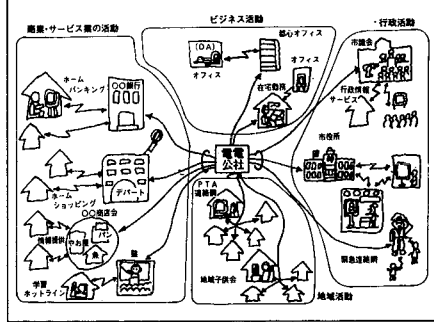 商業・サービス業の活動
ホーム
バンキング
〇〇銀行
デパート
ホーム
ショッピング
〇〇商店会
情報提供
やお屋
パン
魚
学習
ホットライン
塾
ビジネス活動
(OA)
オフィス
都心オフィス
オフィス
在宅勤務
電電
公社
PTA
連絡網
地域子供会
地域活動
・行政活動
市議会
行政情報
サービス
市役所
緊急連絡網